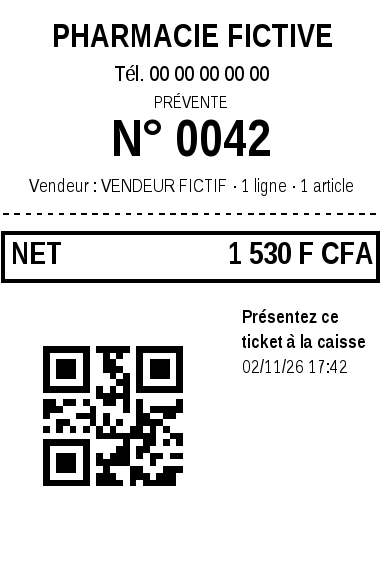 PHARMACIE FICTIVE
Tél. 00 00 00 00 00
PRÉVENTE
N° 0042
Vendeur : VENDEUR FICTIF · 1 ligne · 1 article
NET 1 530 F CFA
Présentez ce
ticket à la caisse
02/11/26 17:42